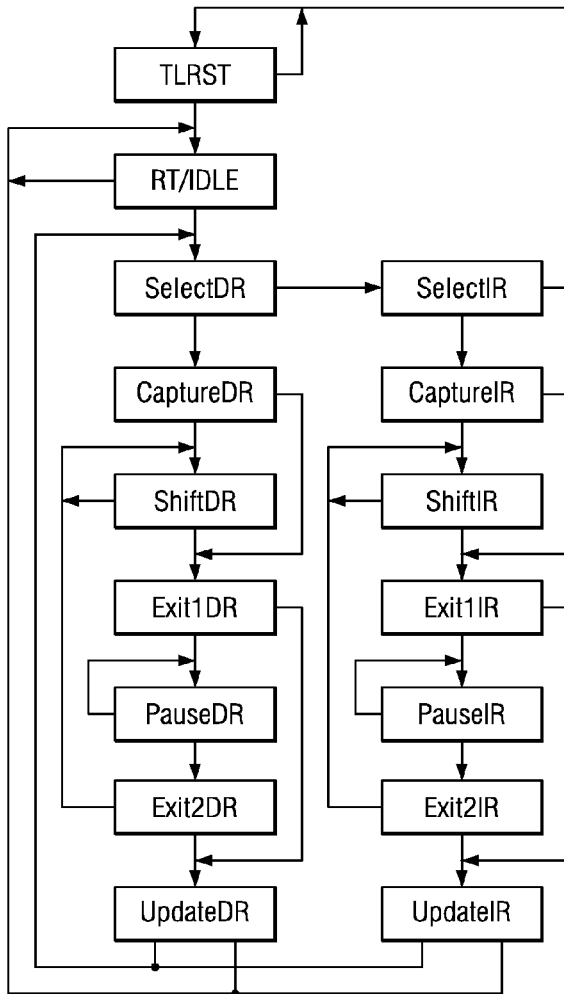 TLRST
RT/IDLE
SelectDR
SelectIR
CaptureDR
CaptureIR
ShiftDR
ShiftIR
Exit1DR
Exit1IR
PauseDR
PauseIR
Exit2DR
Exit2IR
UpdateDR
UpdateIR